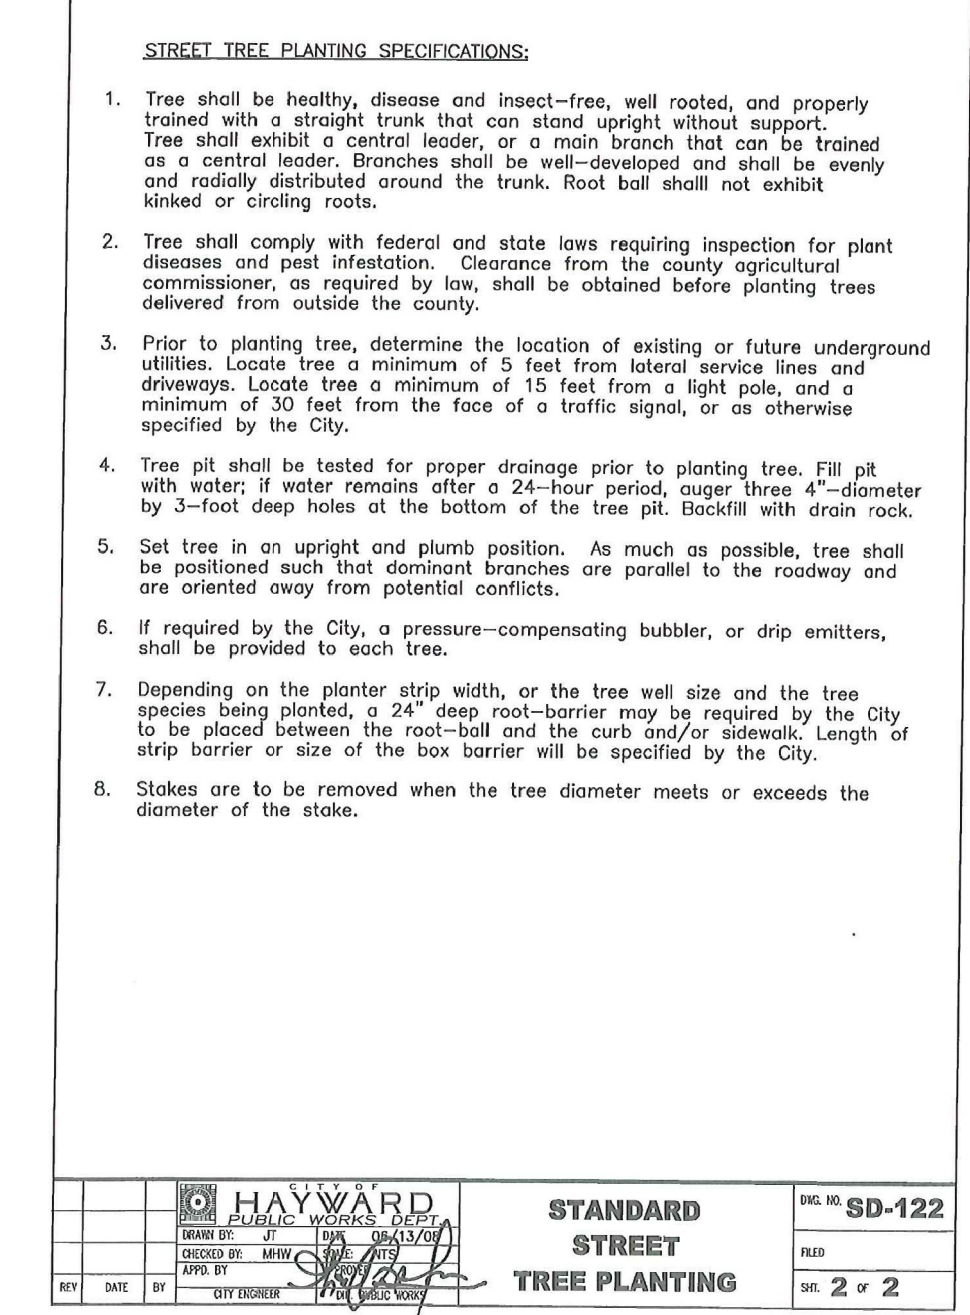 STREET TREE PLANTING SPECIFICATIONS:
1. Tree shall be healthy, disease and insect-free, well rooted, and properly
trained with a straight trunk that can stand upright without support.
Tree shall exhibit a central leader, or a main branch that can be trained
as a central leader. Branches shall be well-developed and shall be evenly
and radially distributed around the trunk. Root ball shalll not exhibit
kinked or circling roots.
2. Tree shall comply with federal and state laws requiring inspection for plant
diseases and pest infestation. Clearance from the county agricultural
commissioner, as required by law, shall be obtained before planting trees
delivered from outside the county.
3. Prior to planting tree, determine the location of existing or future underground
utilities. Locate tree a minimum of 5 feet from lateral service lines and
driveways. Locate tree a minimum of 15 feet from a light pole, and a
minimum of 30 feet from the face of a traffic signal, or as otherwise
specified by the City.
4. Tree pit shall be tested for proper drainage prior to planting tree. Fill pit
with water; if water remains after a 24-hour period, auger three 4"-diameter
by 3-foot deep holes at the bottom of the tree pit. Backfill with drain rock.
5. Set tree in an upright and plumb position. As much as possible, tree shall
be positioned such that dominant branches are parallel to the roadway and
are oriented away from potential conflicts.
6. If required by the City, a pressure-compensating bubbler, or drip emitters,
shall be provided to each tree.
7. Depending on the planter strip width, or the tree well size and the tree
species being planted, a 24" deep root-barrier may be required by the City
to be placed between the root-ball and the curb and/or sidewalk. Length of
strip barrier or size of the box barrier will be specified by the City.
8. Stakes are to be removed when the tree diameter meets or exceeds the
diameter of the stake.
REV DATE BY
CITY OF
HAYWARD
PUBLIC WORKS DEPT.
DRAWN BY: JT DATE 06/13/08
CHECKED BY: MHW SCALE: NTS
APPD. BY APPROVED
CITY ENGINEER DIR. PUBLIC WORKS
STANDARD
STREET
TREE PLANTING
DWG. NO. SD-122
FILED
SHT. 2 OF 2